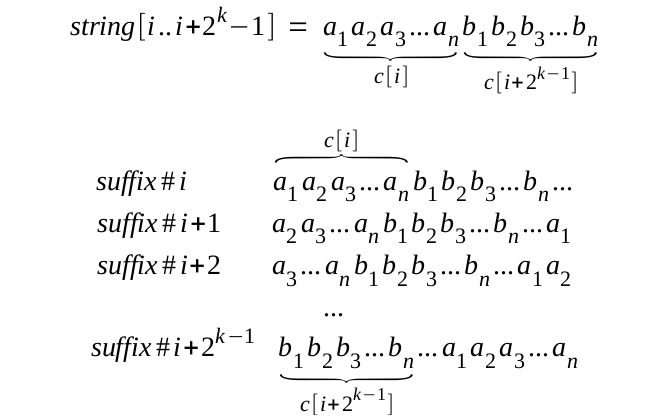 string[i..i+2^k−1] = a_1 a_2 a_3 ... a_n b_1 b_2 b_3 ... b_n
c[i] c[i+2^{k−1}]
c[i]
suffix#i a_1 a_2 a_3 ... a_n b_1 b_2 b_3 ... b_n ...
suffix#i+1 a_2 a_3 ... a_n b_1 b_2 b_3 ... b_n ... a_1
suffix#i+2 a_3 ... a_n b_1 b_2 b_3 ... b_n ... a_1 a_2
...
suffix#i+2^{k−1} b_1 b_2 b_3 ... b_n ... a_1 a_2 a_3 ... a_n
c[i+2^{k−1}]